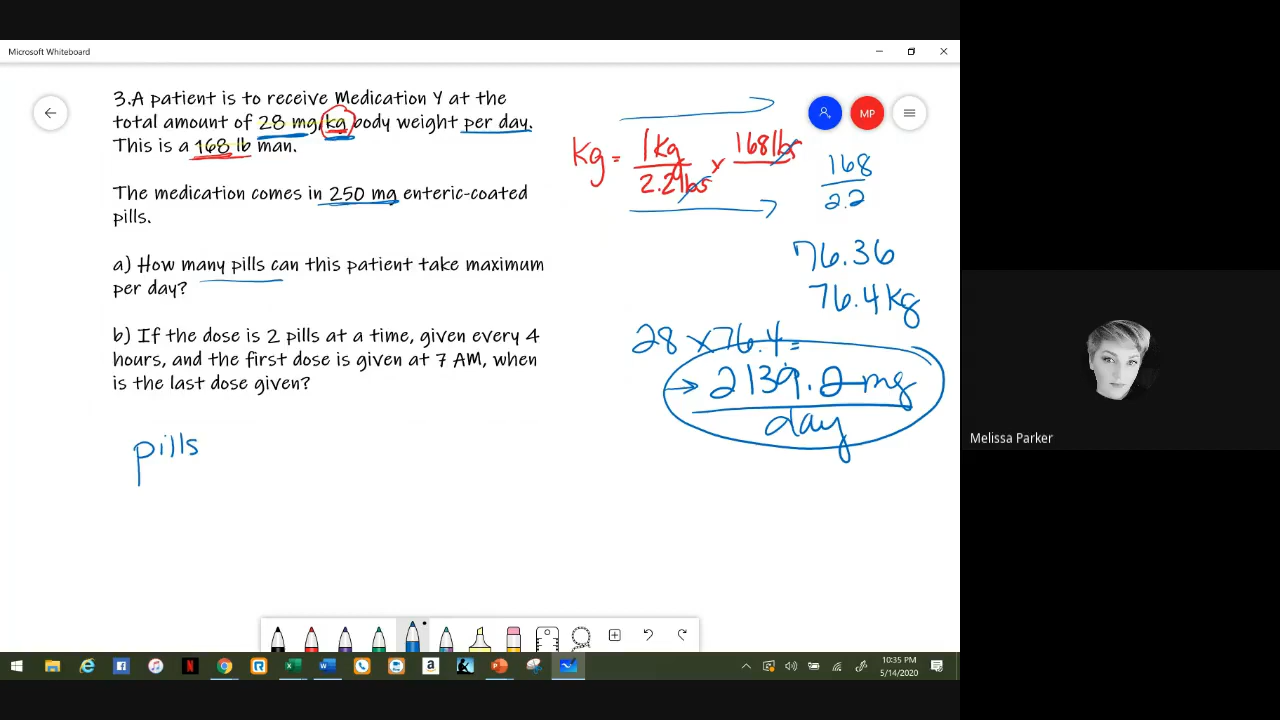 Microsoft Whiteboard
3.A patient is to receive Medication Y at the
total amount of 28 mg/kg body weight per day.
This is a 168 lb man.
The medication comes in 250 mg enteric-coated
pills.
a) How many pills can this patient take maximum
per day?
b) If the dose is 2 pills at a time, given every 4
hours, and the first dose is given at 7 AM, when
is the last dose given?
pills
kg = 1kg x 168lbs
2.2lbs
168
2.2
76.36
76.4kg
28 x 76.4 =
→ 2139.2 mg
day
MP
Melissa Parker
10:35 PM
5/14/2020